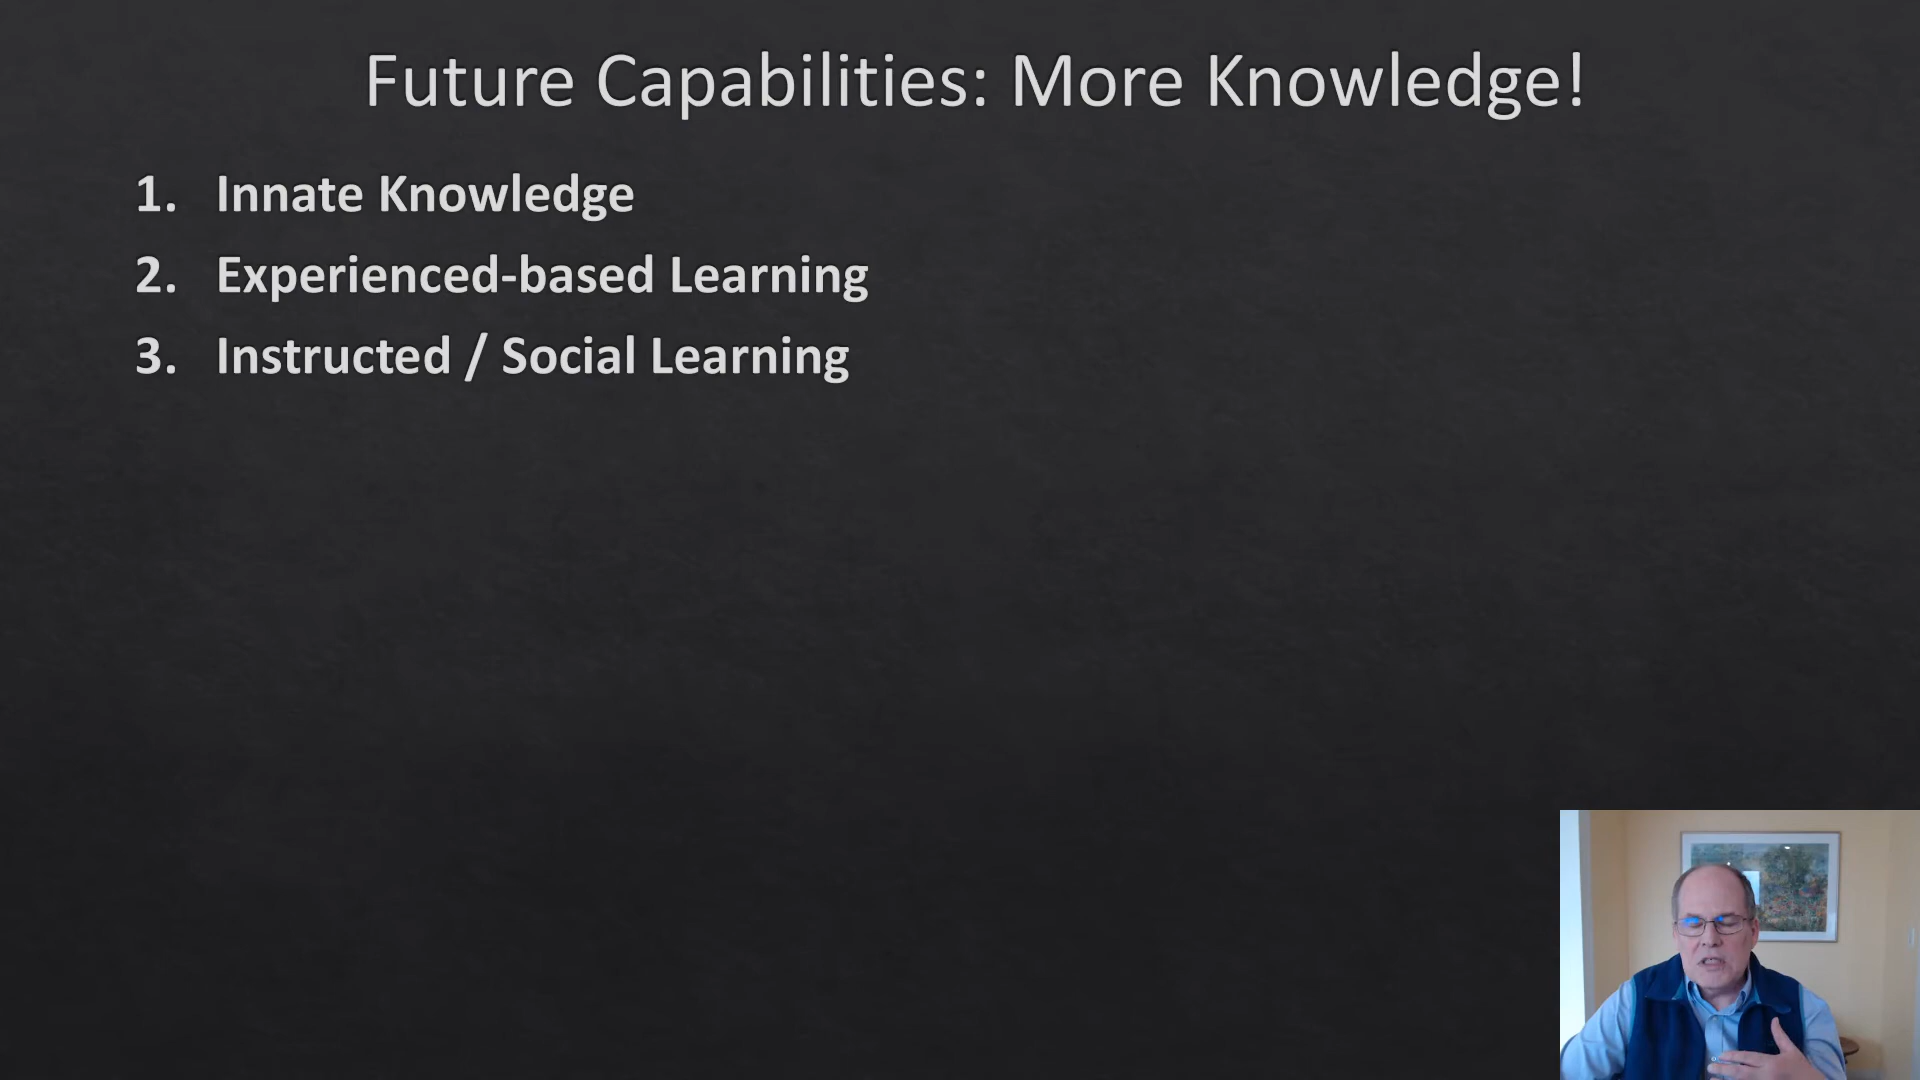 Future Capabilities: More Knowledge!
1. Innate Knowledge
2. Experienced-based Learning
3. Instructed / Social Learning